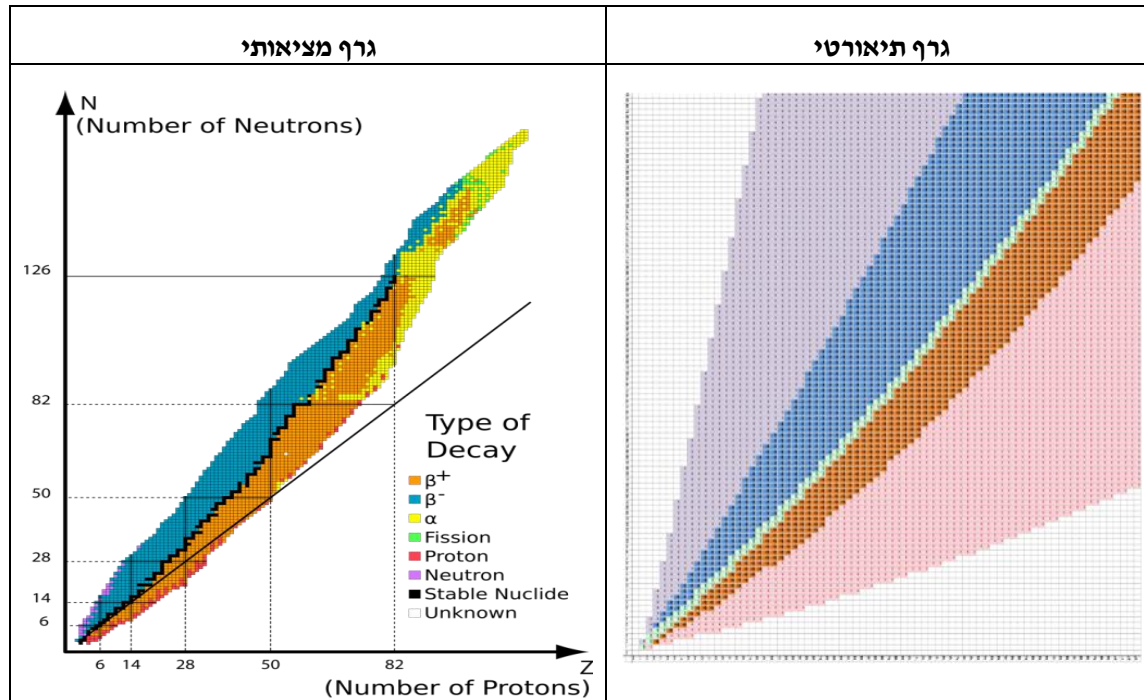 גרף מציאותי
גרף תיאורטי
N
(Number of Neutrons)
126
82
50
28
14
6
Type of
Decay
β+
β-
α
Fission
Proton
Neutron
Stable Nuclide
Unknown
6 14 28 50 82 Z
(Number of Protons)